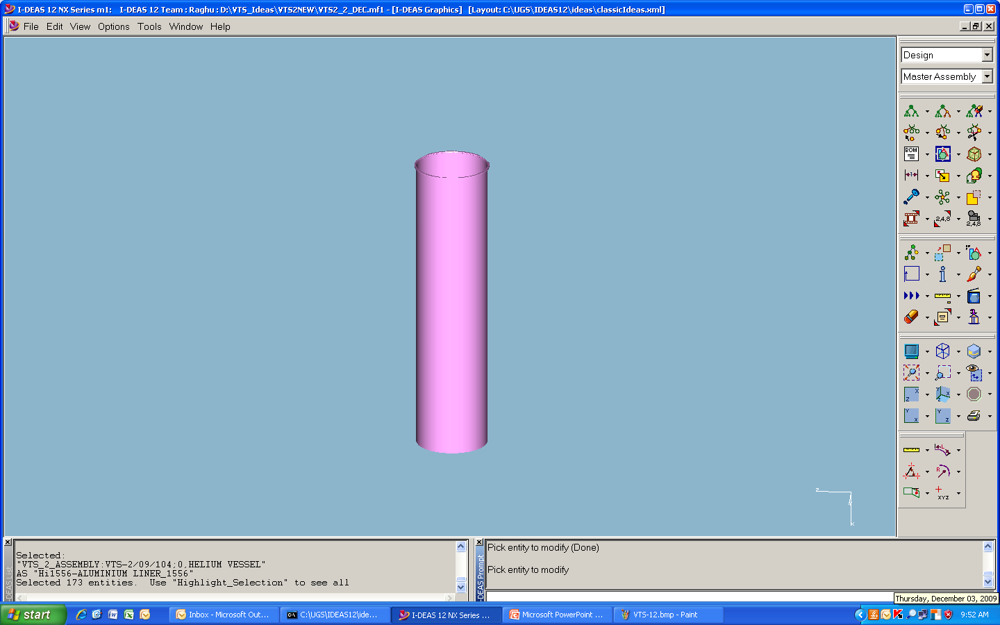 I-DEAS 12 NX Series m1:    I-DEAS 12 Team : Raghu : D:\VTS_Ideas\VTS2NEW\VTS2_2_DEC.mf1 - [I-DEAS Graphics]   [Layout: C:\UGS\IDEAS12\ideas\classicIdeas.xml]
File Edit View Options Tools Window Help
Design
Master Assembly
BOM
2,4,8 2,4,8
Z X Y Z X
Y X Y Z
L
R
XYZ
Z
X
Selected:
"VTS_2_ASSEMBLY:VTS-2/09/104;0,HELIUM VESSEL"
AS "Hi1556-ALUMINIUM LINER_1556"
Selected 173 entities.  Use "Highlight_Selection" to see all
I-DEAS List
I-DEAS Prompt
Pick entity to modify (Done)
Pick entity to modify
Thursday, December 03, 2009
start
Inbox - Microsoft Out...
C:\UGS\IDEAS12\ide...
I-DEAS 12 NX Series ...
Microsoft PowerPoint ...
VTS-12.bmp - Paint
9:52 AM